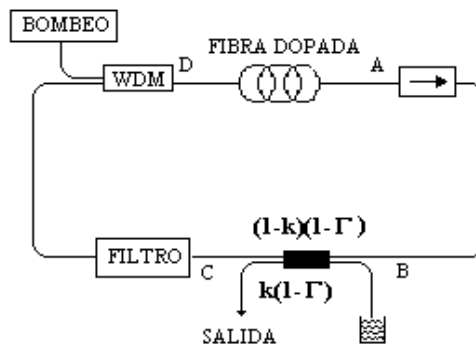 BOMBEO
FIBRA DOPADA
WDM
D
A
(1-k)(1-Γ)
FILTRO
C
B
k(1-Γ)
SALIDA